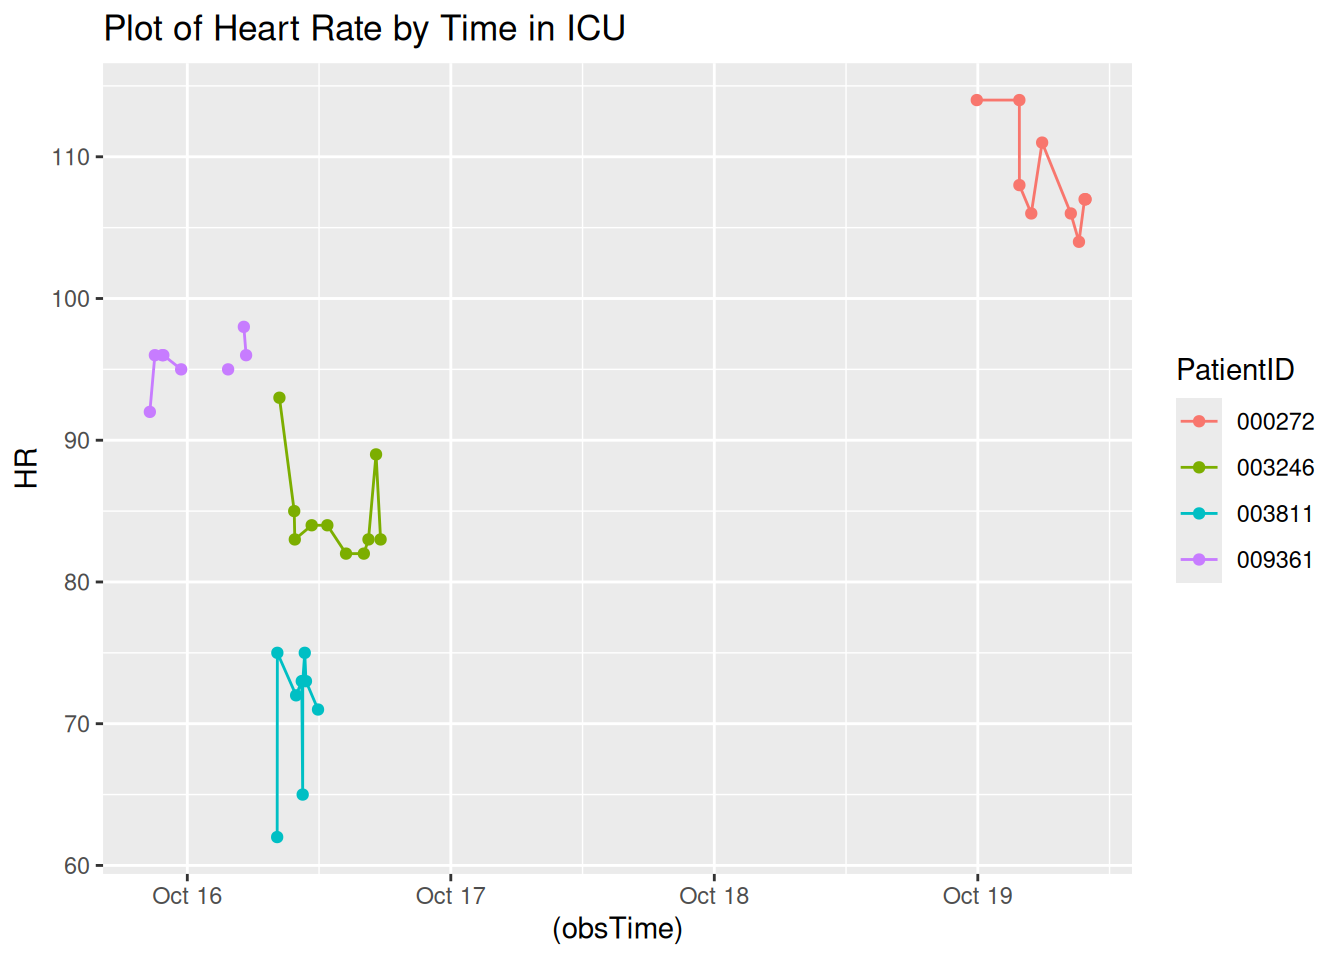 Plot of Heart Rate by Time in ICU
110
100
90
80
70
60
HR
Oct 16
Oct 17
Oct 18
Oct 19
(obsTime)
PatientID
000272
003246
003811
009361